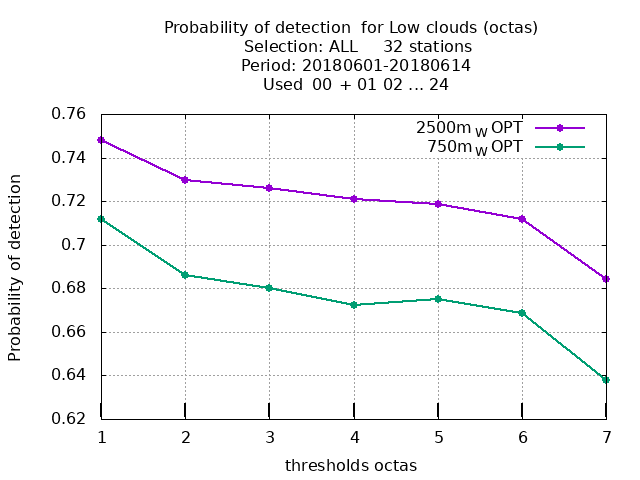 Probability of detection  for Low clouds (octas)
Selection: ALL     32 stations
Period: 20180601-20180614
Used  00 + 01 02 ... 24
0.76
0.74
0.72
0.7
0.68
0.66
0.64
0.62
Probability of detection
2500m W OPT
750m W OPT
1 2 3 4 5 6 7
thresholds octas